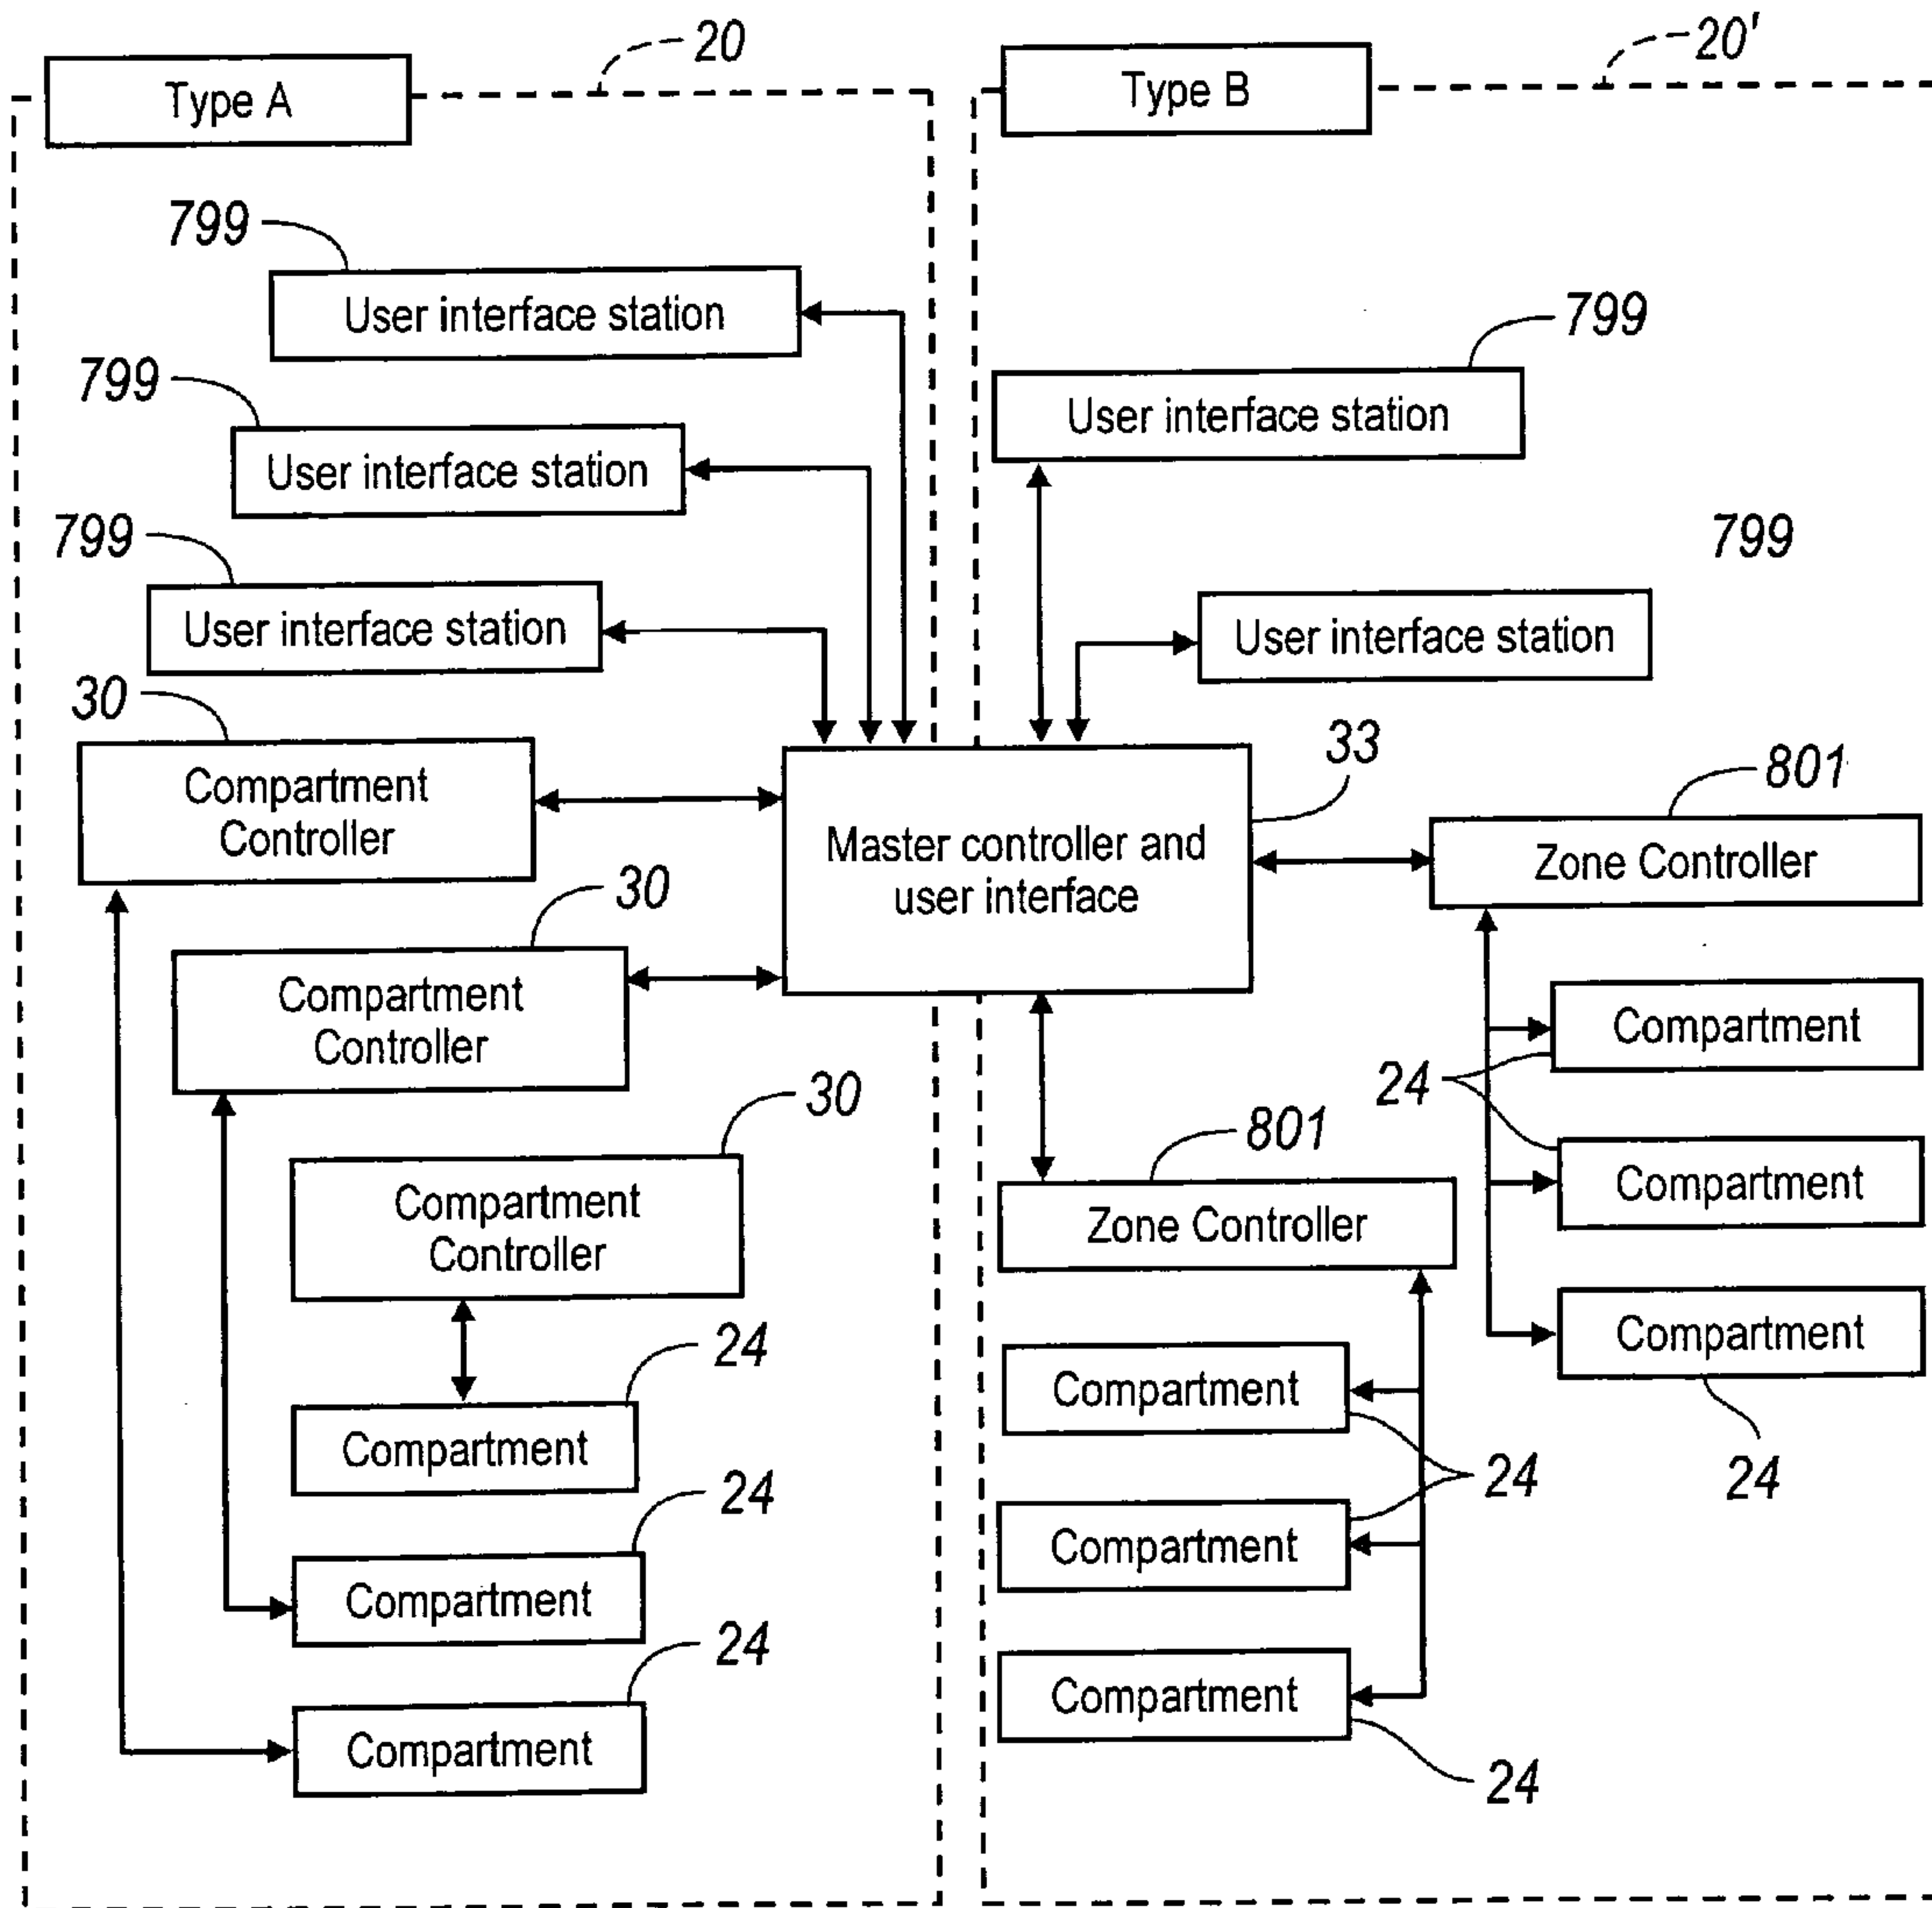 20
20'
Type A
Type B
799
User interface station
799
User interface station
799
User interface station
30
Compartment
Controller
30
Compartment
Controller
30
Compartment
Controller
24
Compartment
24
Compartment
24
Compartment
33
Master controller and
user interface
799
User interface station
799
User interface station
801
Zone Controller
Compartment
24
Compartment
Compartment
24
801
Zone Controller
Compartment
24
Compartment
Compartment
24